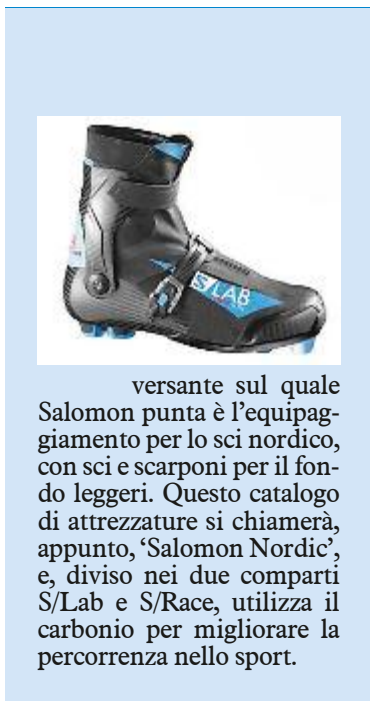 S/LAB
versante sul quale
Salomon punta è l'equipag-
giamento per lo sci nordico,
con sci e scarponi per il fon-
do leggeri. Questo catalogo
di attrezzature si chiamerà,
appunto, 'Salomon Nordic',
e, diviso nei due comparti
S/Lab e S/Race, utilizza il
carbonio per migliorare la
percorrenza nello sport.